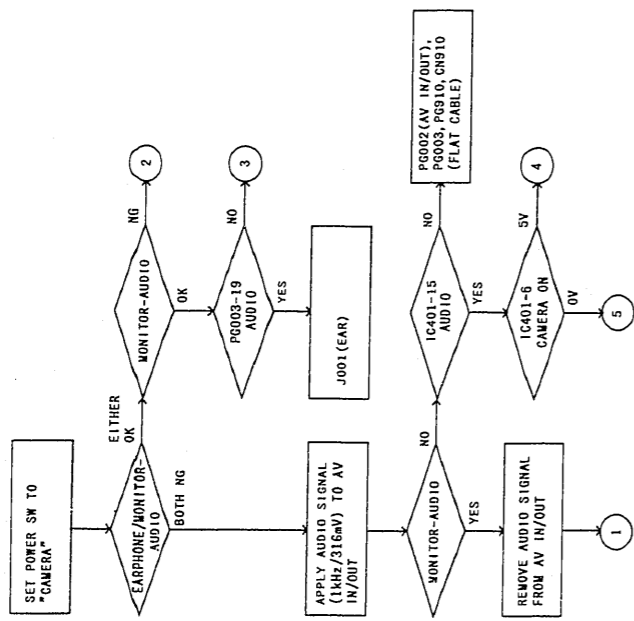 SET POWER SW TO
"CAMERA"
EARPHONE/MONITOR-
AUDIO
EITHER
OK
BOTH NG
MONITOR-AUDIO
NG
2
OK
PG003-19
AUDIO
NO
3
YES
J001(EAR)
APPLY AUDIO SIGNAL
(1kHz/316mV) TO AV
IN/OUT
MONITOR-AUDIO
NO
YES
REMOVE AUDIO SIGNAL
FROM AV IN/OUT
1
IC401-15
AUDIO
NO
PG002(AV IN/OUT),
PG003,PG910,CN910
(FLAT CABLE)
YES
IC401-6
CAMERA ON
5V
4
0V
5